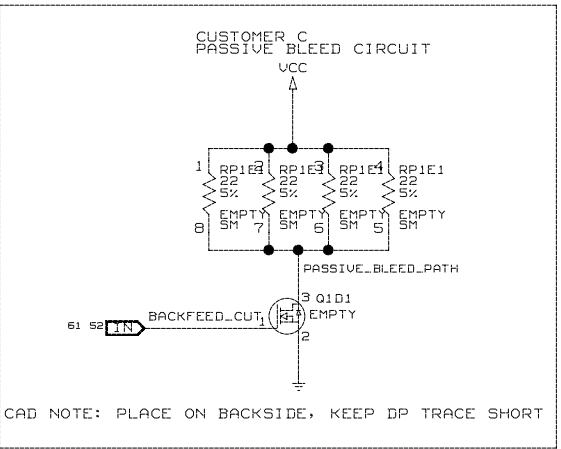 CUSTOMER C
PASSIVE BLEED CIRCUIT
VCC
1 RP1E1 2 RP1E1 3 RP1E1 4 RP1E1
22 22 22 22
5% 5% 5% 5%
EMPTY EMPTY EMPTY EMPTY
8 SM 7 SM 6 SM 5 SM
PASSIVE_BLEED_PATH
3 Q1D1
BACKFEED_CUT 1 EMPTY
61 52 IN
2
CAD NOTE: PLACE ON BACKSIDE, KEEP DP TRACE SHORT